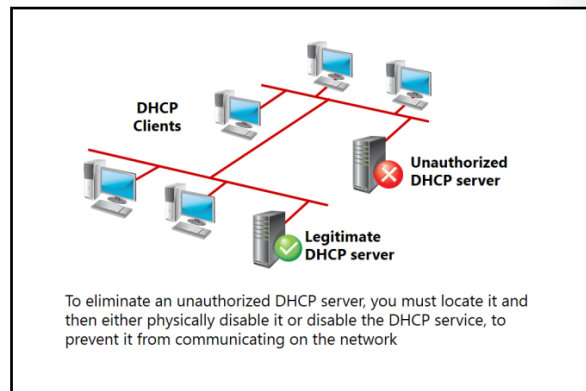 DHCP
Clients
Unauthorized
DHCP server
Legitimate
DHCP server
To eliminate an unauthorized DHCP server, you must locate it and
then either physically disable it or disable the DHCP service, to
prevent it from communicating on the network